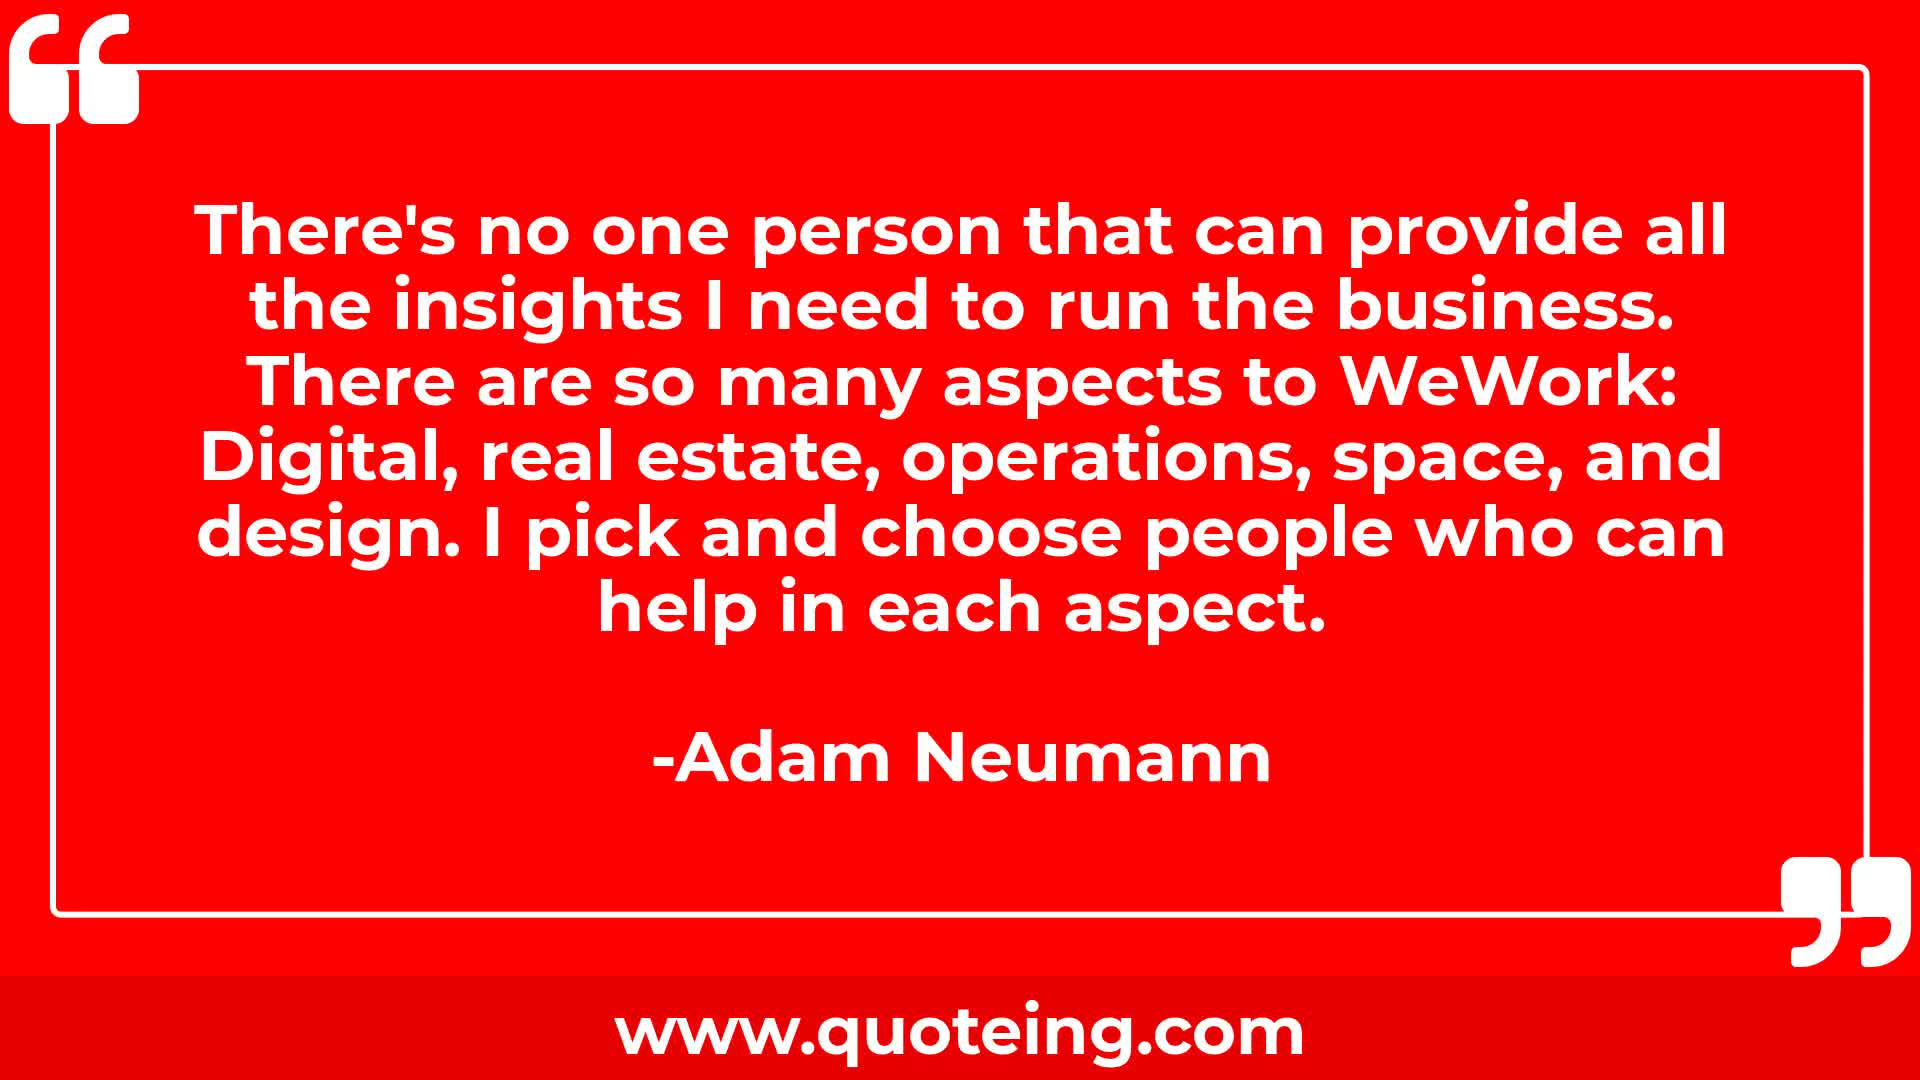 There's no one person that can provide all
the insights I need to run the business.
There are so many aspects to WeWork:
Digital, real estate, operations, space, and
design. I pick and choose people who can
help in each aspect.
-Adam Neumann
www.quoteing.com